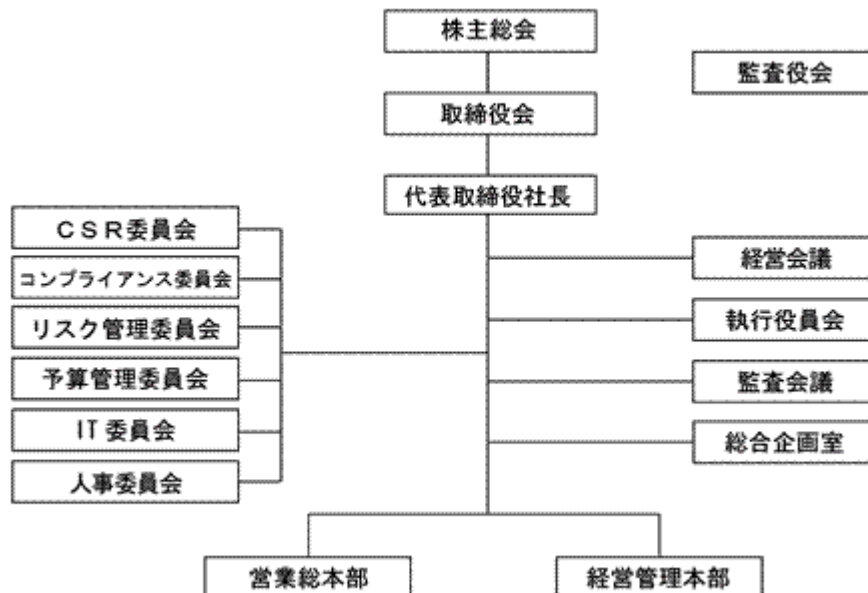 株主総会
監査役会
取締役会
代表取締役社長
CSR委員会
コンプライアンス委員会
リスク管理委員会
予算管理委員会
IT委員会
人事委員会
経営会議
執行役員会
監査会議
総合企画室
営業総本部
経営管理本部